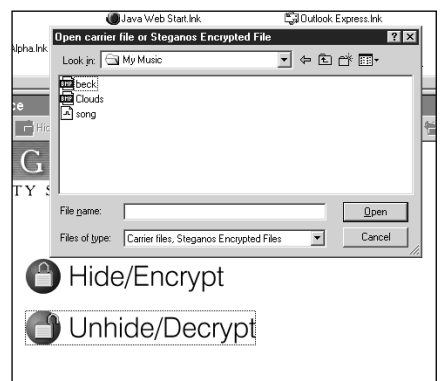 Java Web Start.lnk
Outlook Express.lnk
Alpha.lnk
Open carrier file or Steganos Encrypted File
Look in: My Music
beck
Clouds
song
G
TY S
File name:
Open
Files of type: Carrier files, Steganos Encrypted Files
Cancel
Hide/Encrypt
Unhide/Decrypt